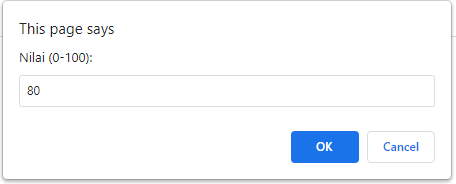 This page says
Nilai (0-100):
80
OK
Cancel